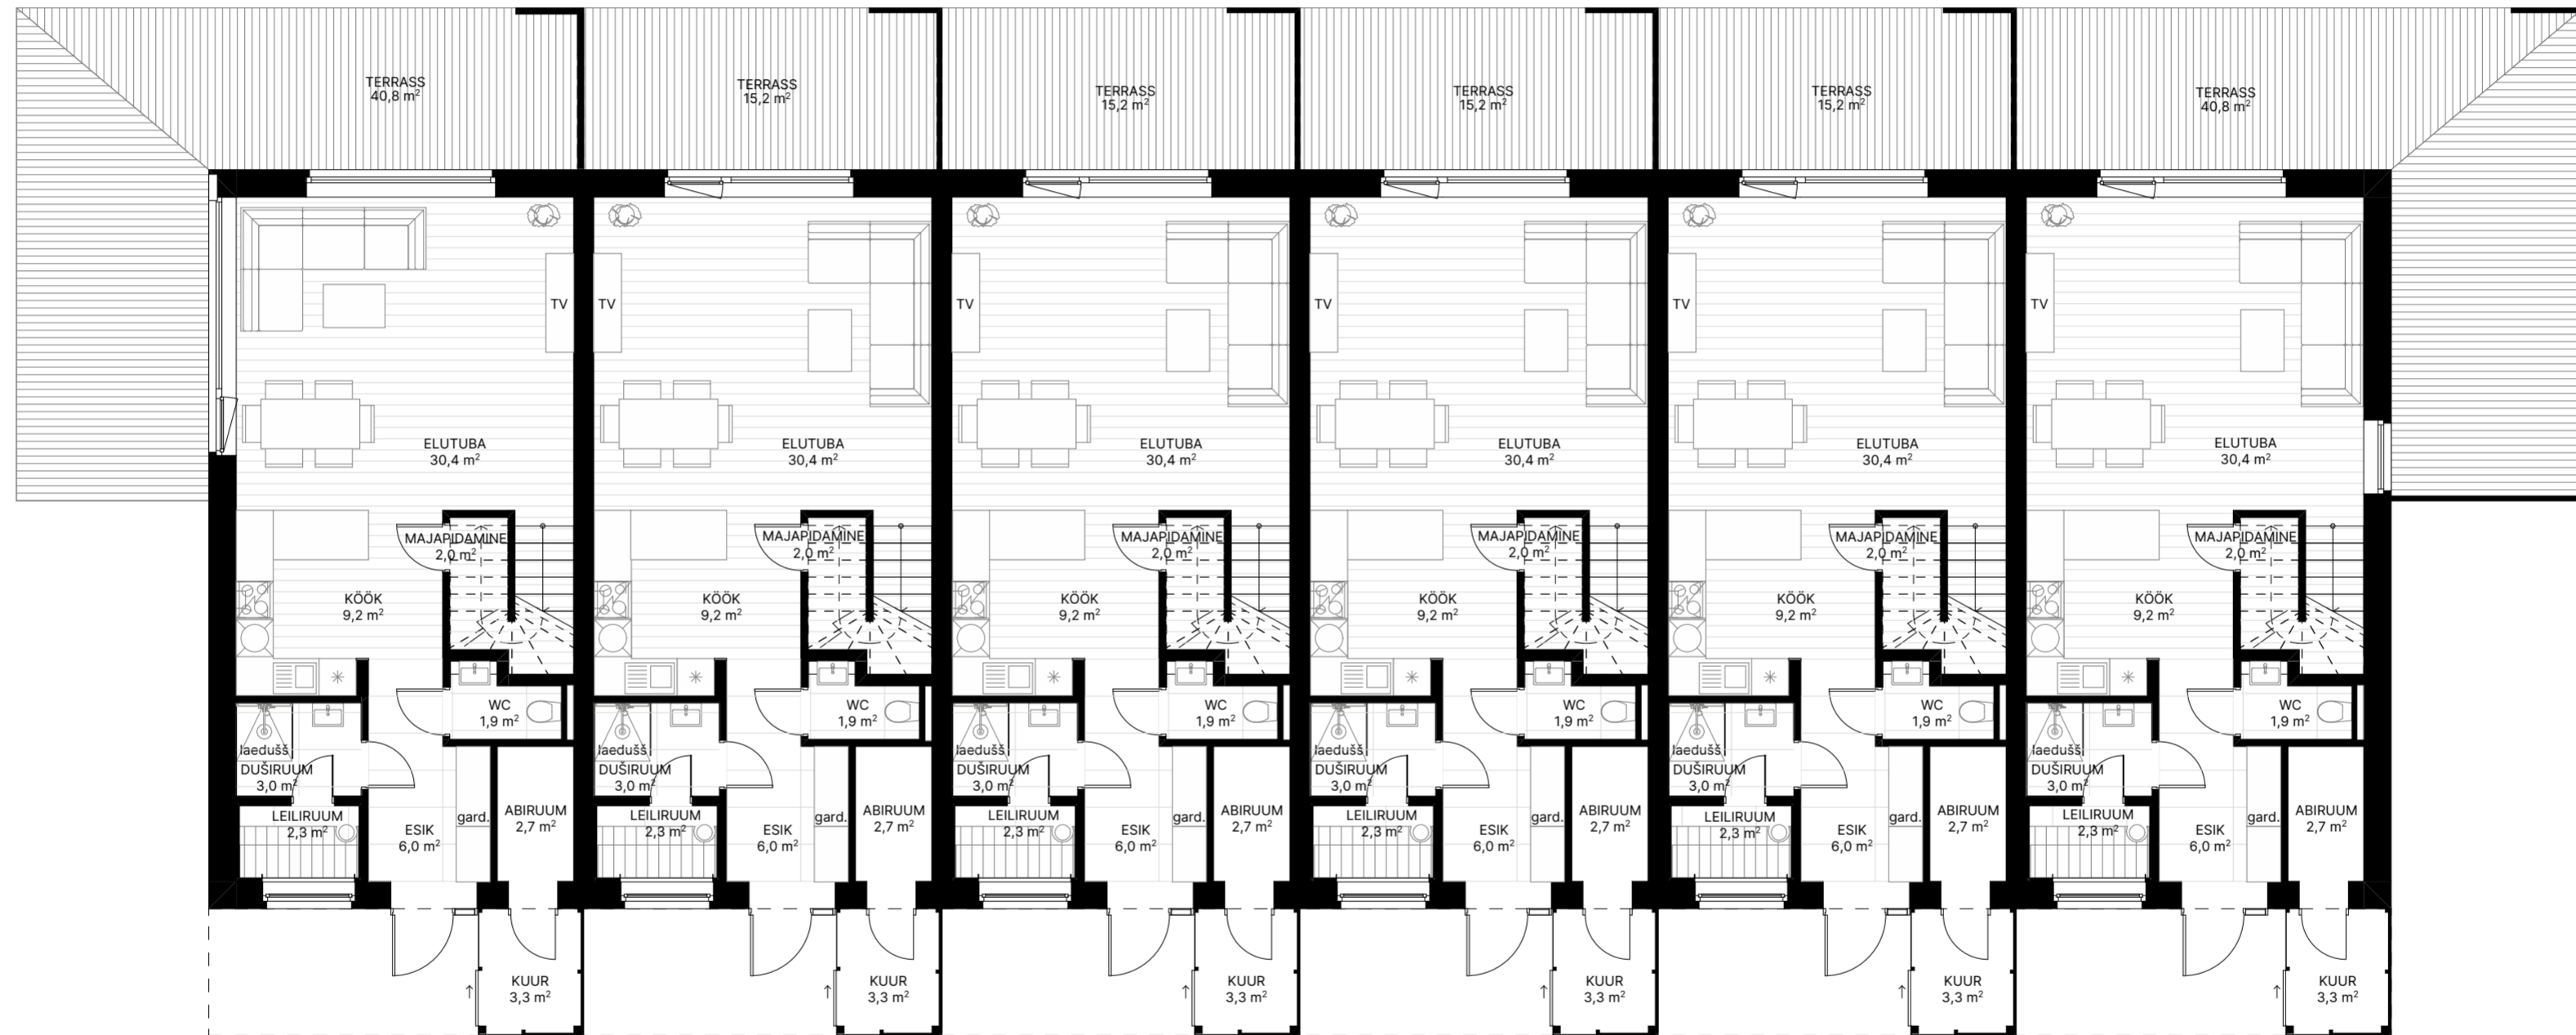 TERRASS
40,8 m²
TERRASS
15,2 m²
TERRASS
15,2 m²
TERRASS
15,2 m²
TERRASS
15,2 m²
TERRASS
40,8 m²
TV
TV
TV
TV
TV
TV
ELUTUBA
30,4 m²
ELUTUBA
30,4 m²
ELUTUBA
30,4 m²
ELUTUBA
30,4 m²
ELUTUBA
30,4 m²
ELUTUBA
30,4 m²
MAJAPIDAMINE
2,0 m²
MAJAPIDAMINE
2,0 m²
MAJAPIDAMINE
2,0 m²
MAJAPIDAMINE
2,0 m²
MAJAPIDAMINE
2,0 m²
MAJAPIDAMINE
2,0 m²
KÖÖK
9,2 m²
KÖÖK
9,2 m²
KÖÖK
9,2 m²
KÖÖK
9,2 m²
KÖÖK
9,2 m²
KÖÖK
9,2 m²
WC
1,9 m²
WC
1,9 m²
WC
1,9 m²
WC
1,9 m²
WC
1,9 m²
WC
1,9 m²
laedušš
DUŠIRUUM
3,0 m²
laedušš
DUŠIRUUM
3,0 m²
laedušš
DUŠIRUUM
3,0 m²
laedušš
DUŠIRUUM
3,0 m²
laedušš
DUŠIRUUM
3,0 m²
laedušš
DUŠIRUUM
3,0 m²
LEILIRUUM
2,3 m²
ESIK
6,0 m²
gard.
ABIRUUM
2,7 m²
LEILIRUUM
2,3 m²
ESIK
6,0 m²
gard.
ABIRUUM
2,7 m²
LEILIRUUM
2,3 m²
ESIK
6,0 m²
gard.
ABIRUUM
2,7 m²
LEILIRUUM
2,3 m²
ESIK
6,0 m²
gard.
ABIRUUM
2,7 m²
LEILIRUUM
2,3 m²
ESIK
6,0 m²
gard.
ABIRUUM
2,7 m²
LEILIRUUM
2,3 m²
ESIK
6,0 m²
gard.
ABIRUUM
2,7 m²
KUUR
3,3 m²
KUUR
3,3 m²
KUUR
3,3 m²
KUUR
3,3 m²
KUUR
3,3 m²
KUUR
3,3 m²